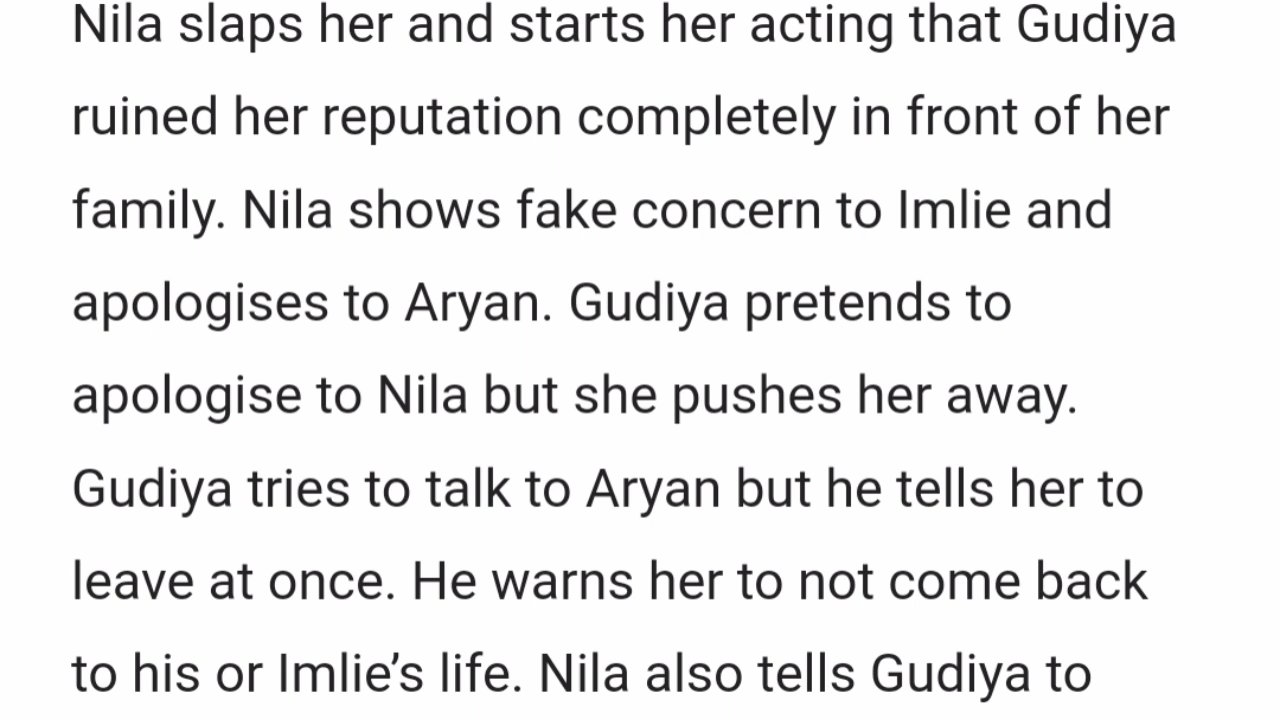 Nila slaps her and starts her acting that Gudiya
ruined her reputation completely in front of her
family. Nila shows fake concern to Imlie and
apologises to Aryan. Gudiya pretends to
apologise to Nila but she pushes her away.
Gudiya tries to talk to Aryan but he tells her to
leave at once. He warns her to not come back
to his or Imlie’s life. Nila also tells Gudiya to